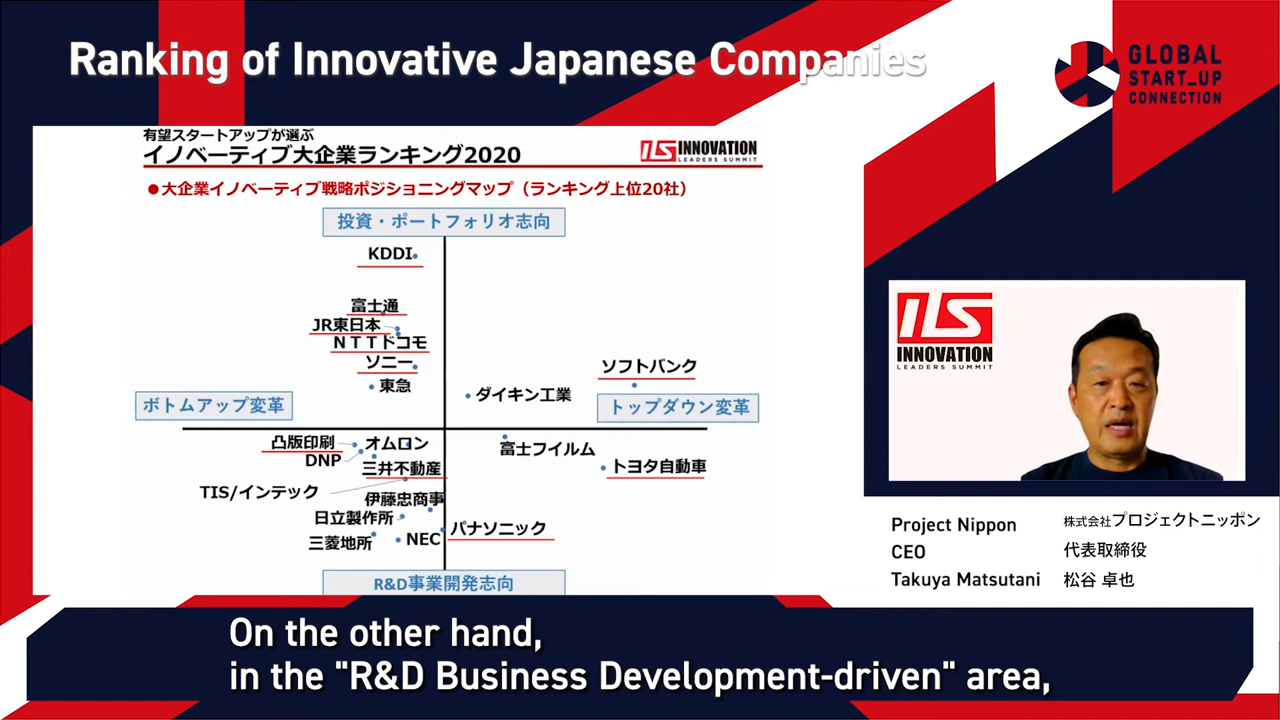 Ranking of Innovative Japanese Companies
GLOBAL
START_UP
CONNECTION
有望スタートアップが選ぶ
イノベーティブ大企業ランキング2020
ILS INNOVATION
LEADERS SUMMIT
●大企業イノベーティブ戦略ポジショニングマップ（ランキング上位20社）
投資・ポートフォリオ志向
KDDI
富士通
JR東日本
NTTドコモ
ソニー
東急
ソフトバンク
ダイキン工業
ボトムアップ変革
トップダウン変革
凸版印刷
オムロン
DNP
三井不動産
富士フイルム
トヨタ自動車
TIS/インテック
伊藤忠商事
日立製作所
パナソニック
三菱地所
NEC
R&D事業開発志向
ILS
INNOVATION
LEADERS SUMMIT
Project Nippon
株式会社プロジェクトニッポン
CEO
代表取締役
Takuya Matsutani
松谷 卓也
On the other hand,
in the "R&D Business Development-driven" area,